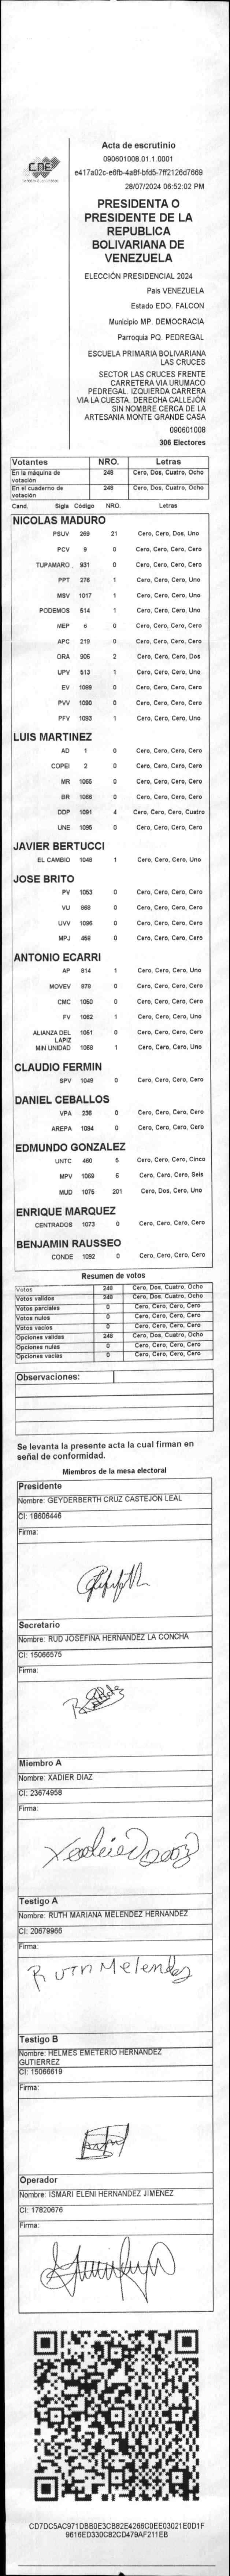 CNE
Acta de escrutinio
090601008.01.1.0001
e417a02c-e6fb-4a8f-bfd5-7ff2126d7669
28/07/2024 06:52:02 PM
PRESIDENTA O
PRESIDENTE DE LA
REPUBLICA
BOLIVARIANA DE
VENEZUELA
ELECCIÓN PRESIDENCIAL 2024
Pais VENEZUELA
Estado EDO. FALCON
Municipio MP. DEMOCRACIA
Parroquia PQ. PEDREGAL
ESCUELA PRIMARIA BOLIVARIANA
LAS CRUCES
SECTOR LAS CRUCES FRENTE
CARRETERA VIA URUMACO
PEDREGAL. IZQUIERDA CARRERA
VIA LA CUESTA. DERECHA CALLEJÓN
SIN NOMBRE CERCA DE LA
ARTESANIA MONTE GRANDE CASA
090601008
306 Electores
Votantes NRO. Letras
En la máquina de votación 248 Cero, Dos, Cuatro, Ocho
En el cuaderno de votación 248 Cero, Dos, Cuatro, Ocho
Cand. Sigla Código NRO. Letras
NICOLAS MADURO
PSUV 269 21 Cero, Cero, Dos, Uno
PCV 9 0 Cero, Cero, Cero, Cero
TUPAMARO 931 0 Cero, Cero, Cero, Cero
PPT 276 1 Cero, Cero, Cero, Uno
MSV 1017 1 Cero, Cero, Cero, Uno
PODEMOS 514 1 Cero, Cero, Cero, Uno
MEP 6 0 Cero, Cero, Cero, Cero
APC 219 0 Cero, Cero, Cero, Cero
ORA 906 2 Cero, Cero, Cero, Dos
UPV 513 1 Cero, Cero, Cero, Uno
EV 1089 0 Cero, Cero, Cero, Cero
PVV 1090 0 Cero, Cero, Cero, Cero
PFV 1093 1 Cero, Cero, Cero, Uno
LUIS MARTINEZ
AD 1 0 Cero, Cero, Cero, Cero
COPEI 2 0 Cero, Cero, Cero, Cero
MR 1065 0 Cero, Cero, Cero, Cero
BR 1066 0 Cero, Cero, Cero, Cero
DDP 1091 4 Cero, Cero, Cero, Cuatro
UNE 1095 0 Cero, Cero, Cero, Cero
JAVIER BERTUCCI
EL CAMBIO 1048 1 Cero, Cero, Cero, Uno
JOSE BRITO
PV 1053 0 Cero, Cero, Cero, Cero
VU 868 0 Cero, Cero, Cero, Cero
UVV 1096 0 Cero, Cero, Cero, Cero
MPJ 458 0 Cero, Cero, Cero, Cero
ANTONIO ECARRI
AP 814 1 Cero, Cero, Cero, Uno
MOVEV 878 0 Cero, Cero, Cero, Cero
CMC 1050 0 Cero, Cero, Cero, Cero
FV 1062 1 Cero, Cero, Cero, Uno
ALIANZA DEL LAPIZ 1051 0 Cero, Cero, Cero, Cero
MIN UNIDAD 1068 1 Cero, Cero, Cero, Uno
CLAUDIO FERMIN
SPV 1049 0 Cero, Cero, Cero, Cero
DANIEL CEBALLOS
VPA 236 0 Cero, Cero, Cero, Cero
AREPA 1094 0 Cero, Cero, Cero, Cero
EDMUNDO GONZALEZ
UNTC 460 5 Cero, Cero, Cero, Cinco
MPV 1069 6 Cero, Cero, Cero, Seis
MUD 1075 201 Cero, Dos, Cero, Uno
ENRIQUE MARQUEZ
CENTRADOS 1073 0 Cero, Cero, Cero, Cero
BENJAMIN RAUSSEO
CONDE 1092 0 Cero, Cero, Cero, Cero
Resumen de votos
Votos 248 Cero, Dos, Cuatro, Ocho
Votos validos 248 Cero, Dos, Cuatro, Ocho
Votos parciales 0 Cero, Cero, Cero, Cero
Votos nulos 0 Cero, Cero, Cero, Cero
Votos vacios 0 Cero, Cero, Cero, Cero
Opciones validas 248 Cero, Dos, Cuatro, Ocho
Opciones nulas 0 Cero, Cero, Cero, Cero
Opciones vacias 0 Cero, Cero, Cero, Cero
Observaciones:
Se levanta la presente acta la cual firman en
señal de conformidad.
Miembros de la mesa electoral
Presidente
Nombre: GEYDERBERTH CRUZ CASTEJON LEAL
CI: 18605446
Firma:
Secretario
Nombre: RUD JOSEFINA HERNANDEZ LA CONCHA
CI: 15066575
Firma:
Miembro A
Nombre: XADIER DIAZ
CI: 23674958
Firma:
Xadier Diaz
Testigo A
Nombre: RUTH MARIANA MELENDEZ HERNANDEZ
CI: 20679966
Firma:
Ruth Melendez
Testigo B
Nombre: HELMES EMETERIO HERNANDEZ
GUTIERREZ
CI: 15066619
Firma:
Operador
Nombre: ISMARI ELENI HERNANDEZ JIMENEZ
CI: 17820676
Firma:
CD7DC5AC971DBB0E3CB82E4266C0EE03021E0D1F
9616ED330C82CD479AF211EB